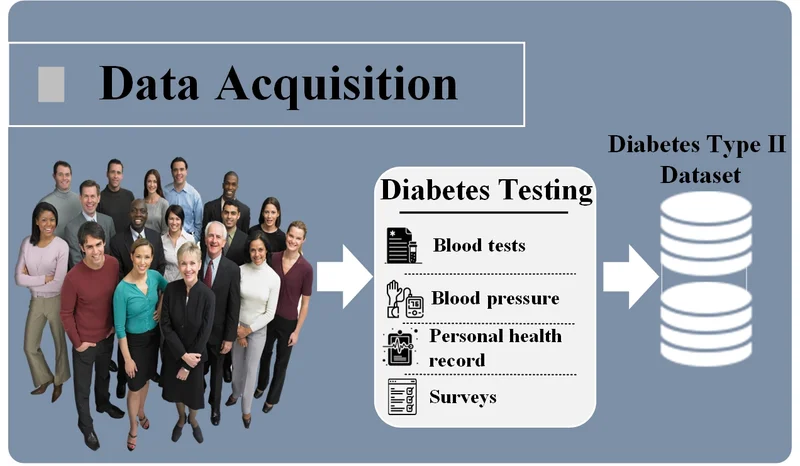 Data Acquisition
Diabetes Testing
Blood tests
Blood pressure
Personal health
record
Surveys
Diabetes Type II
Dataset